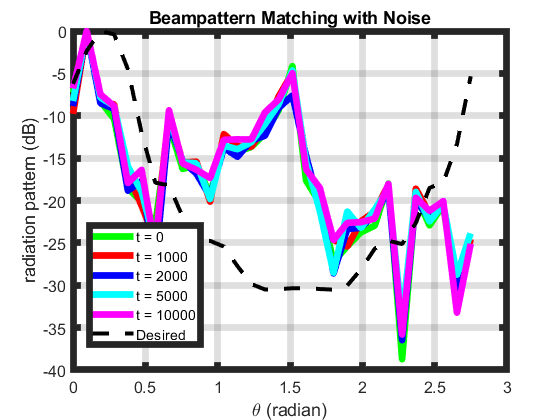 Beampattern Matching with Noise
radiation pattern (dB)
0
-5
-10
-15
-20
-25
-30
-35
-40
t = 0
t = 1000
t = 2000
t = 5000
t = 10000
Desired
0
0.5
1
1.5
2
2.5
3
θ (radian)